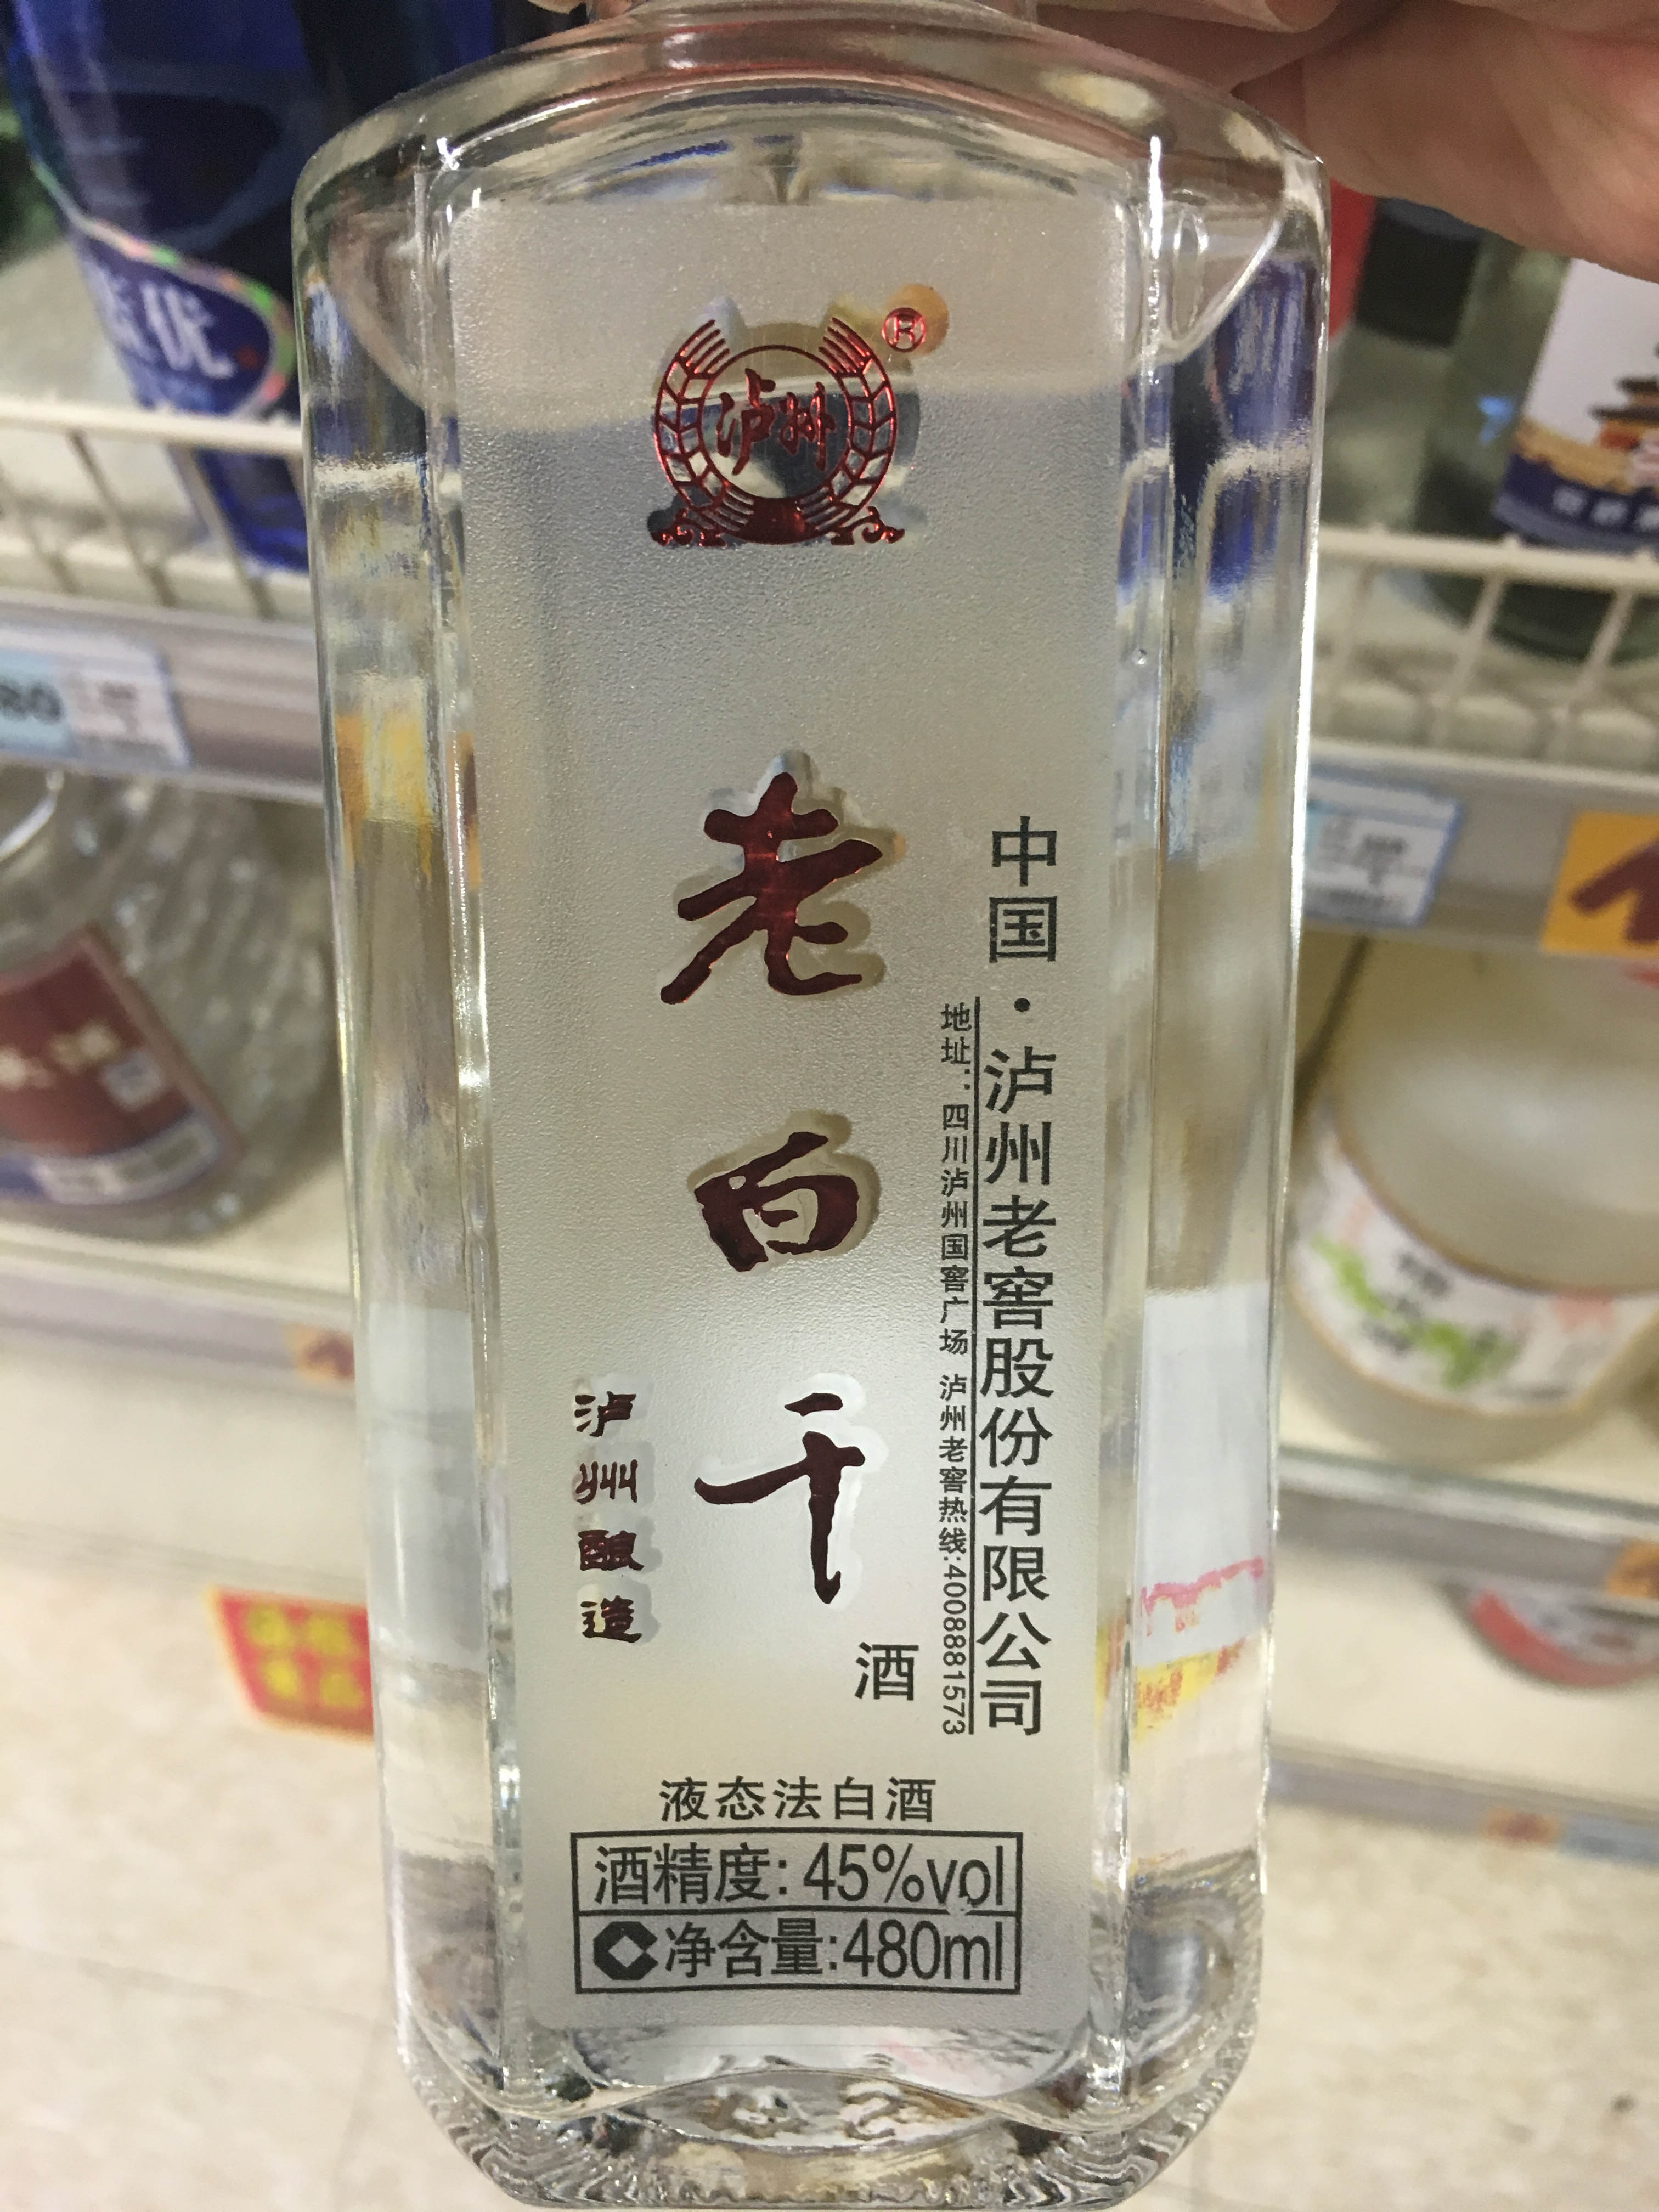 泸州
®
老白干
酒
泸州酿造
中国·泸州老窖股份有限公司
地址:四川泸州国窖广场 泸州老窖热线:4008881573
液态法白酒
酒精度:45%vol
净含量:480ml
优
80